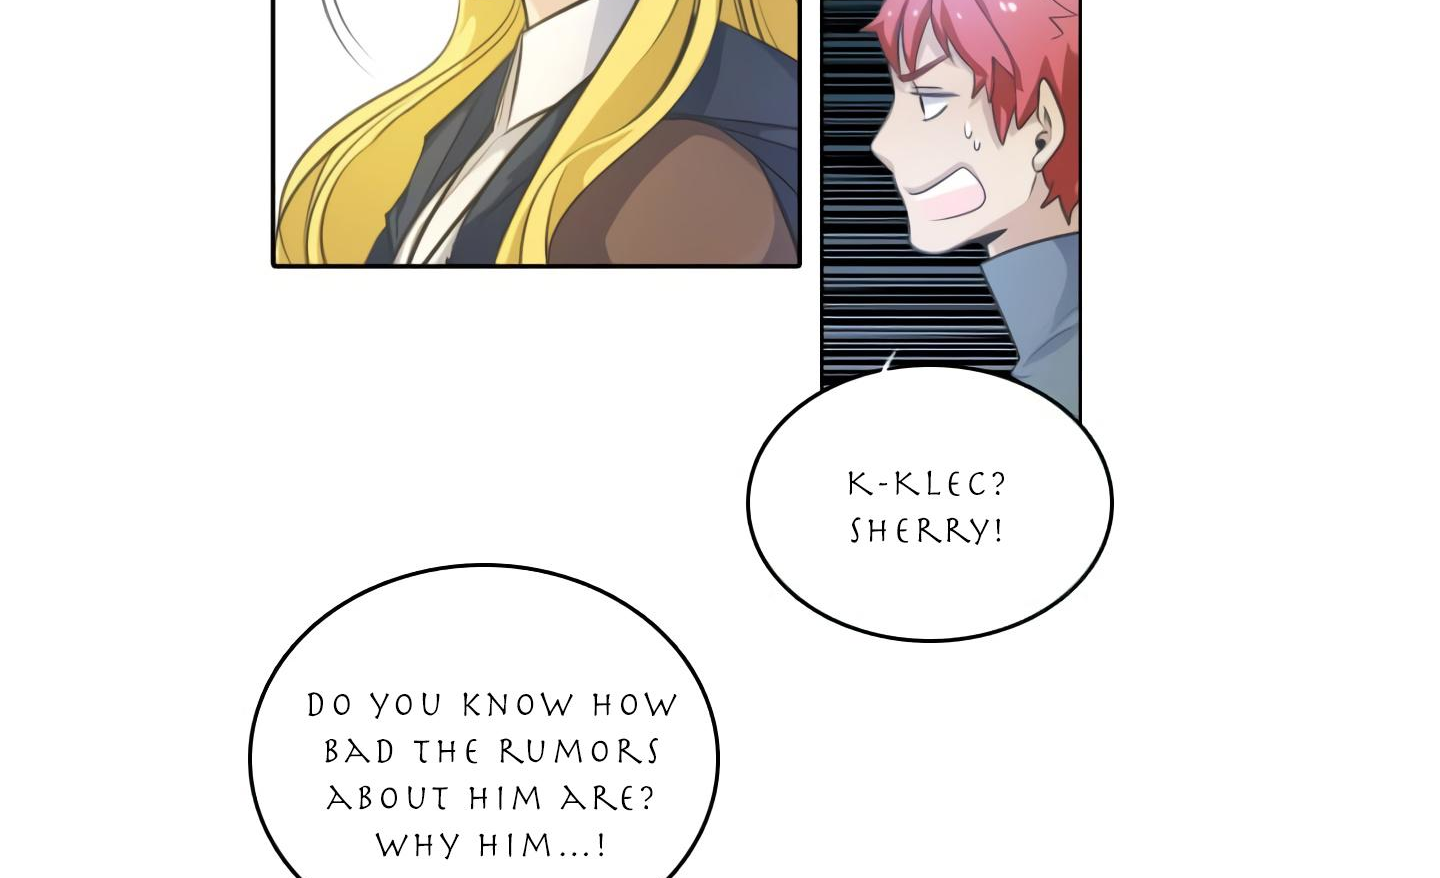 K-KLEC?
SHERRY!
DO YOU KNOW HOW
BAD THE RUMORS
ABOUT HIM ARE?
WHY HIM...!